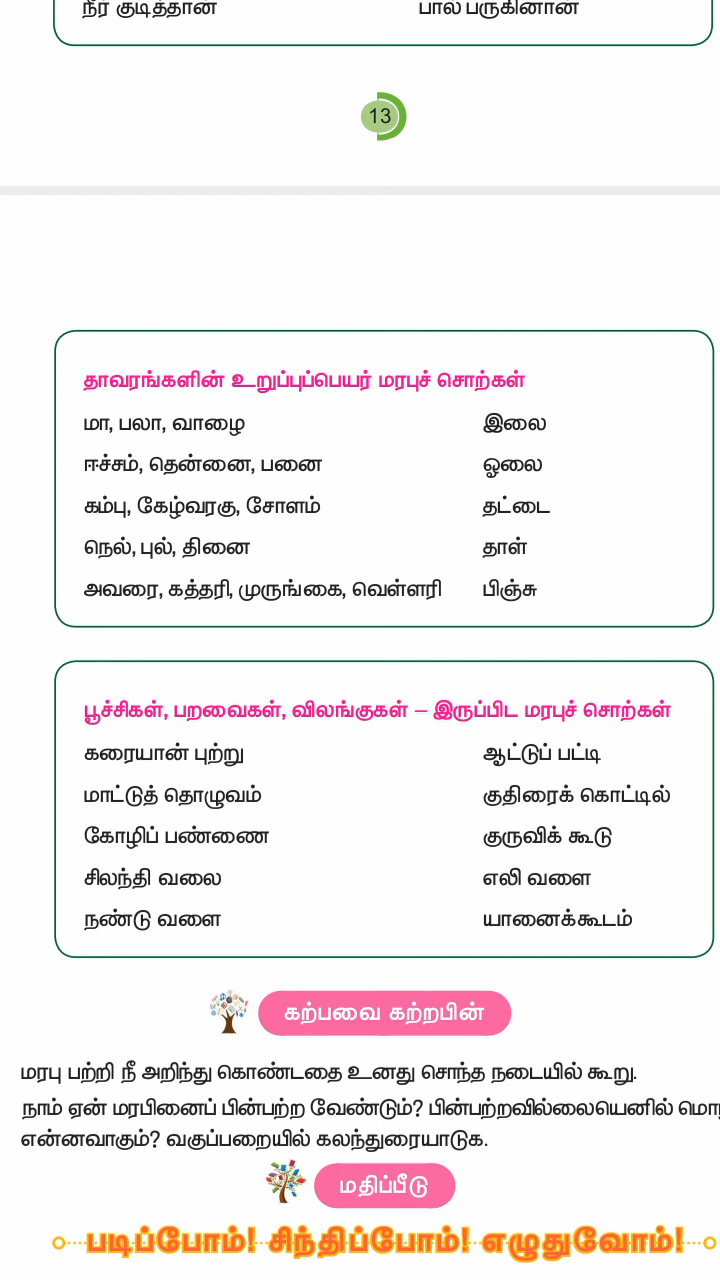 நீர் குடித்தான் பால் பருகினான்
13
தாவரங்களின் உறுப்புப்பெயர் மரபுச் சொற்கள்
மா, பலா, வாழை இலை
ஈச்சம், தென்னை, பனை ஓலை
கம்பு, கேழ்வரகு, சோளம் தட்டை
நெல், புல், தினை தாள்
அவரை, கத்தரி, முருங்கை, வெள்ளரி பிஞ்சு
பூச்சிகள், பறவைகள், விலங்குகள் – இருப்பிட மரபுச் சொற்கள்
கரையான் புற்று ஆட்டுப் பட்டி
மாட்டுத் தொழுவம் குதிரைக் கொட்டில்
கோழிப் பண்ணை குருவிக் கூடு
சிலந்தி வலை எலி வளை
நண்டு வளை யானைக்கூடம்
கற்பவை கற்றபின்
மரபு பற்றி நீ அறிந்து கொண்டதை உனது சொந்த நடையில் கூறு.
நாம் ஏன் மரபினைப் பின்பற்ற வேண்டும்? பின்பற்றவில்லையெனில்
என்னவாகும்? வகுப்பறையில் கலந்துரையாடுக.
மதிப்பீடு
படிப்போம்! சிந்திப்போம்! எழுதுவோம்!